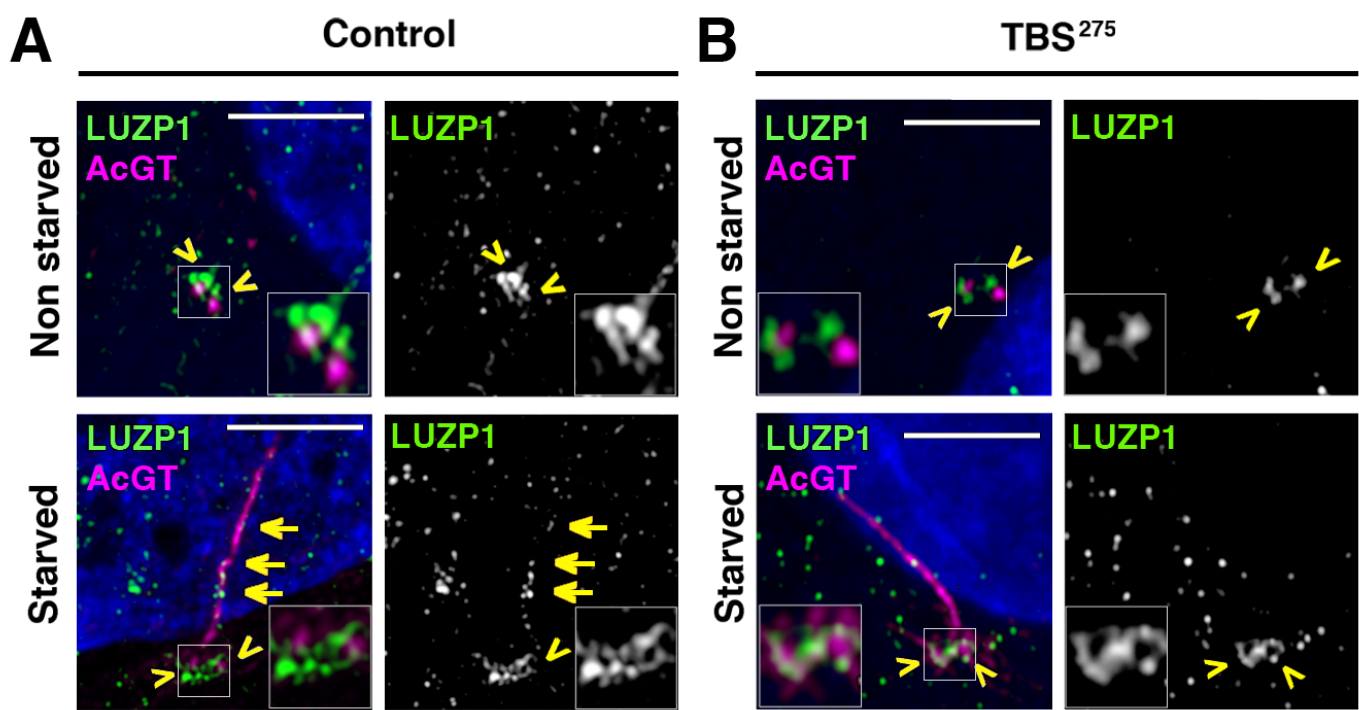 A
Control
B
TBS²⁷⁵
Non starved
LUZP1
AcGT
LUZP1
Non starved
LUZP1
AcGT
LUZP1
Starved
LUZP1
AcGT
LUZP1
Starved
LUZP1
AcGT
LUZP1